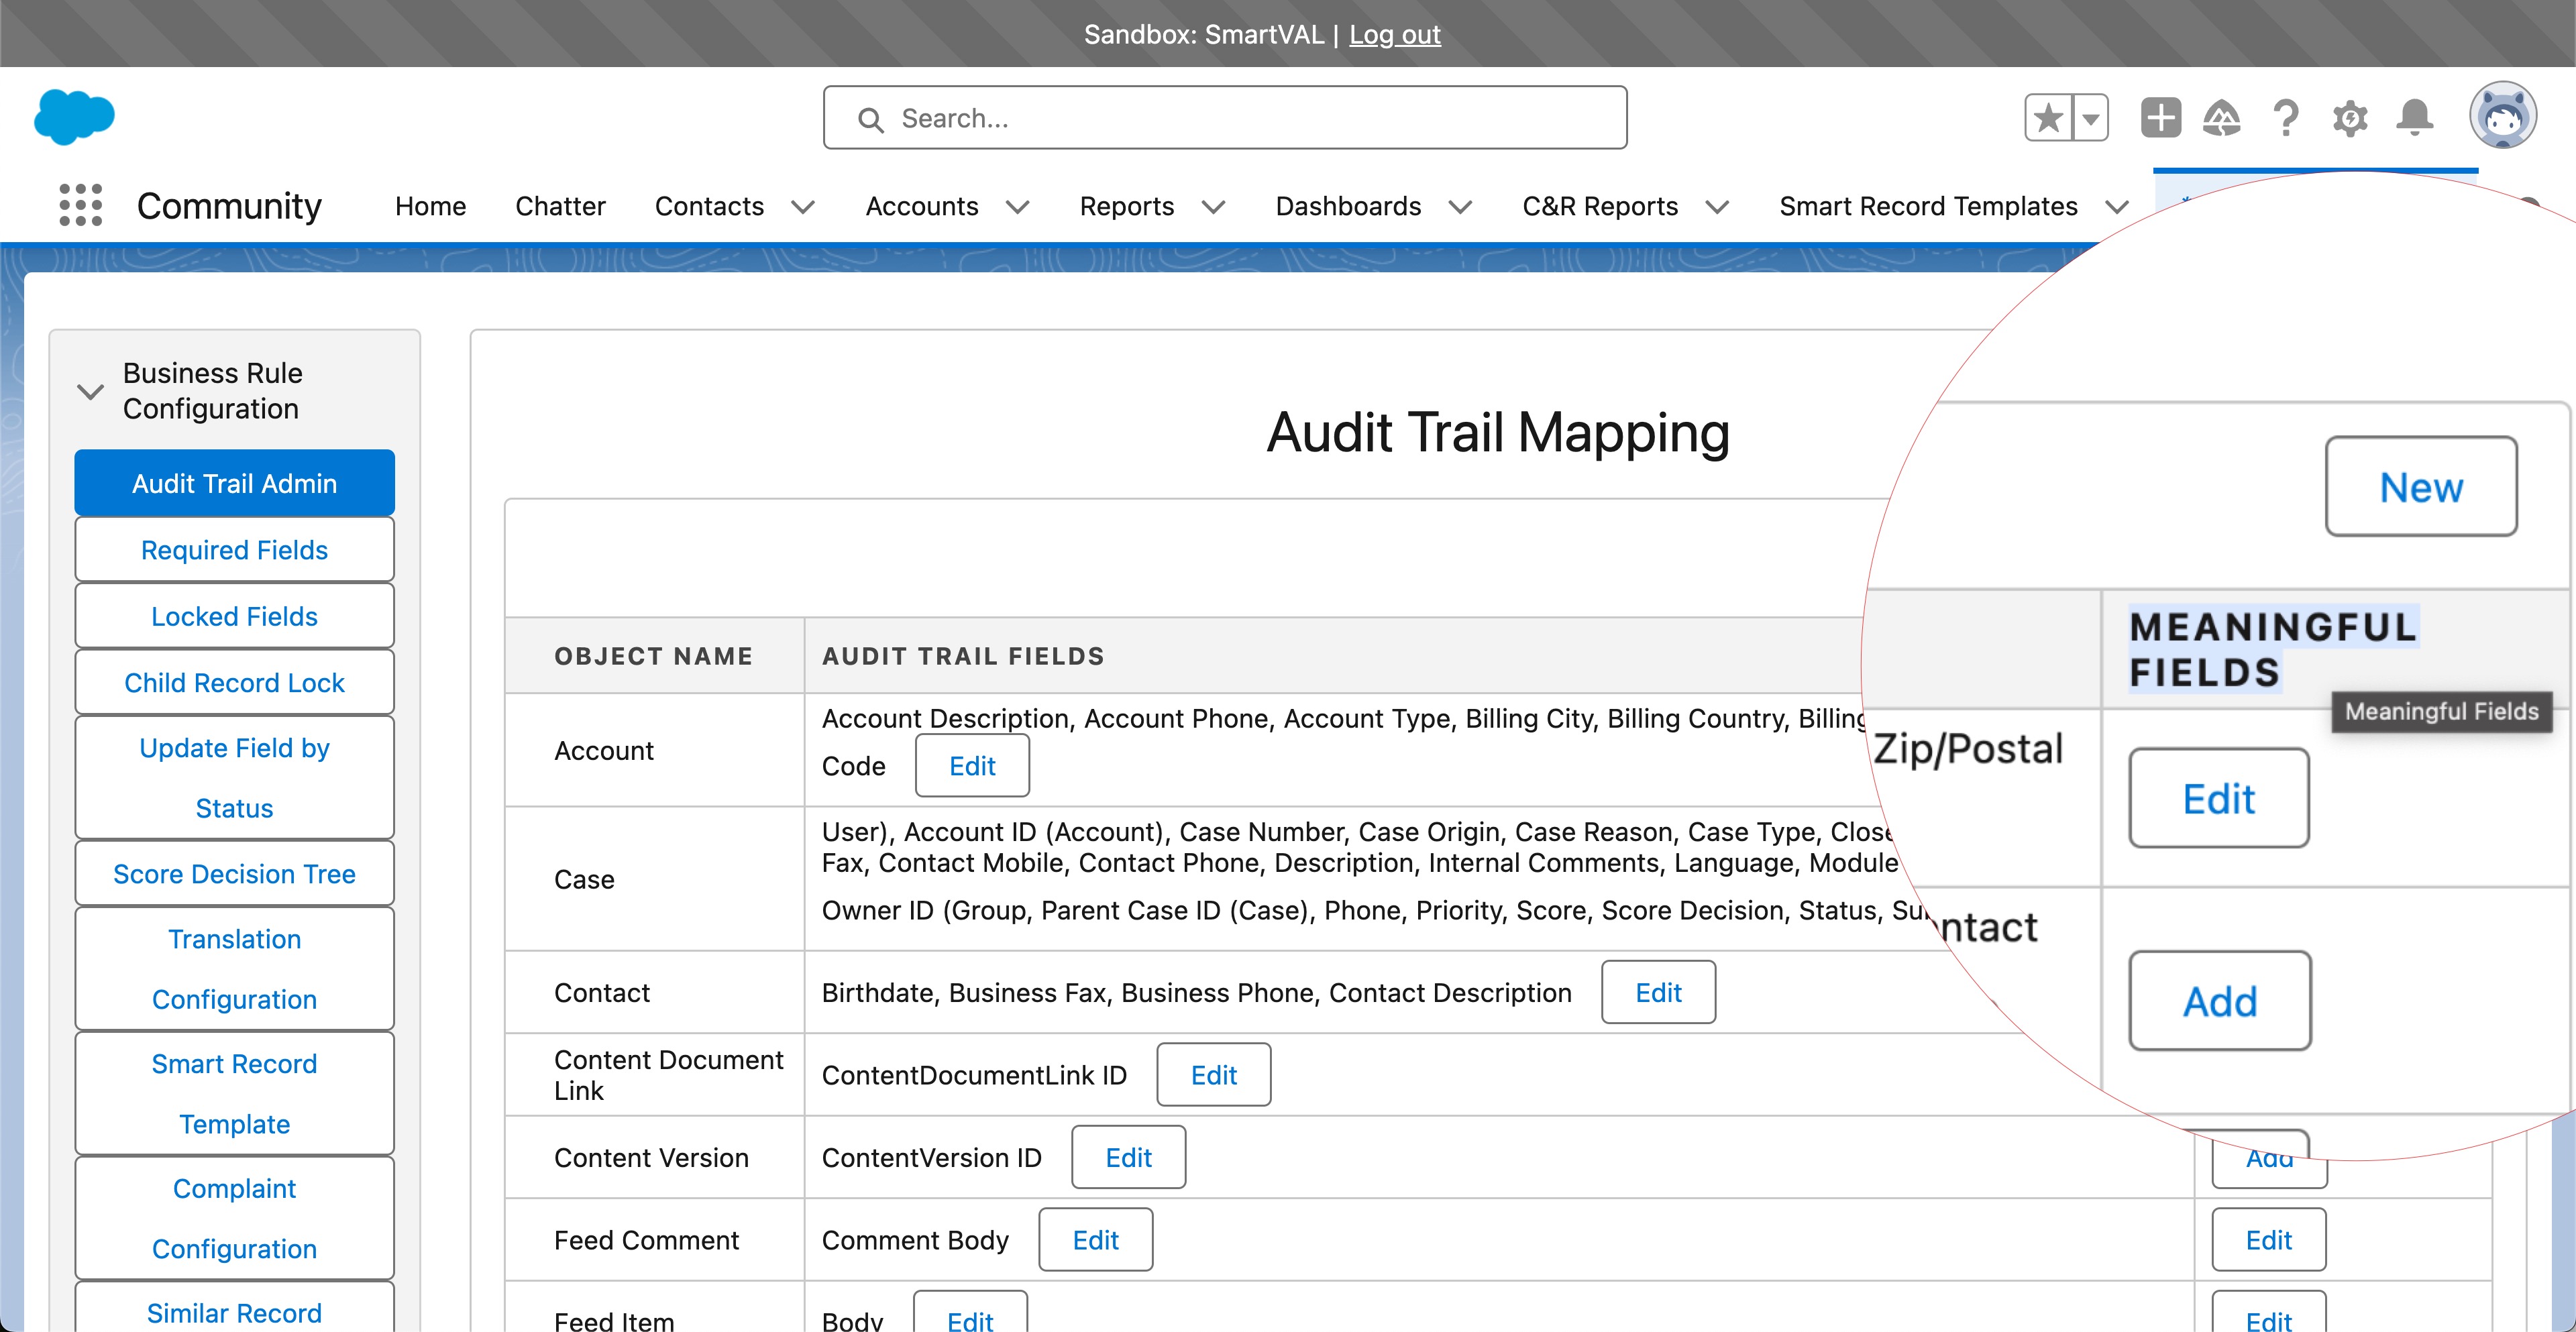 Sandbox: SmartVAL | Log out
Search...
Community Home Chatter Contacts Accounts Reports Dashboards C&R Reports Smart Record Templates
Business Rule
Configuration
Audit Trail Admin
Required Fields
Locked Fields
Child Record Lock
Update Field by
Status
Score Decision Tree
Translation
Configuration
Smart Record
Template
Complaint
Configuration
Similar Record
Audit Trail Mapping
New
OBJECT NAME AUDIT TRAIL FIELDS MEANINGFUL
FIELDS
Meaningful Fields
Account
Account Description, Account Phone, Account Type, Billing City, Billing Country, Billing Zip/Postal
Code Edit
Edit
Case
User), Account ID (Account), Case Number, Case Origin, Case Reason, Case Type,
Fax, Contact Mobile, Contact Phone, Description, Internal Comments, Language, Module
Owner ID (Group, Parent Case ID (Case), Phone, Priority, Score, Score Decision, Status,
Add
Contact Birthdate, Business Fax, Business Phone, Contact Description Edit
Content Document
Link
ContentDocumentLink ID Edit
Content Version ContentVersion ID Edit Add
Feed Comment Comment Body Edit Edit
Feed Item Body Edit Edit